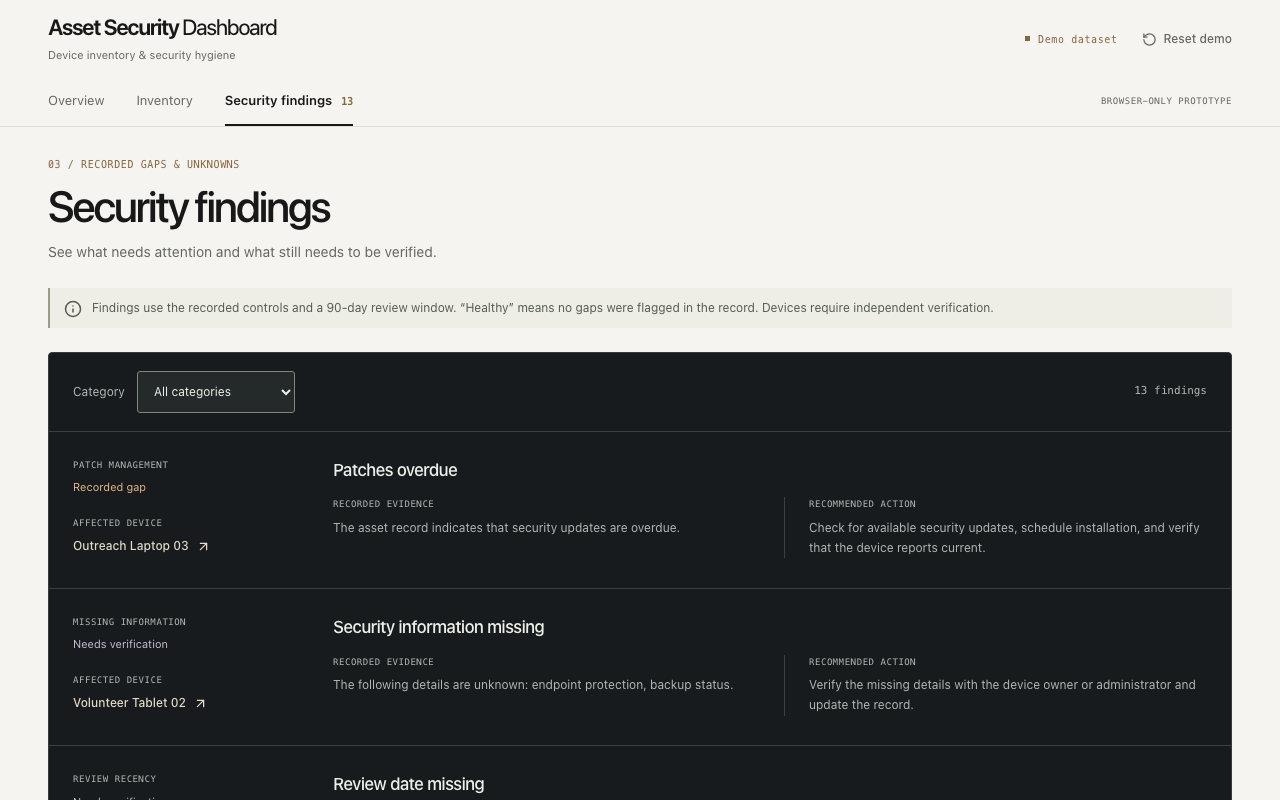 Asset Security Dashboard
Device inventory & security hygiene
Demo dataset
Reset demo
Overview
Inventory
Security findings 13
BROWSER-ONLY PROTOTYPE
03 / RECORDED GAPS & UNKNOWNS
Security findings
See what needs attention and what still needs to be verified.
Findings use the recorded controls and a 90-day review window. “Healthy” means no gaps were flagged in the record. Devices require independent verification.
Category
All categories
13 findings
PATCH MANAGEMENT
Recorded gap
AFFECTED DEVICE
Outreach Laptop 03
Patches overdue
RECORDED EVIDENCE
The asset record indicates that security updates are overdue.
RECOMMENDED ACTION
Check for available security updates, schedule installation, and verify
that the device reports current.
MISSING INFORMATION
Needs verification
AFFECTED DEVICE
Volunteer Tablet 02
Security information missing
RECORDED EVIDENCE
The following details are unknown: endpoint protection, backup status.
RECOMMENDED ACTION
Verify the missing details with the device owner or administrator and
update the record.
REVIEW RECENCY
Review date missing